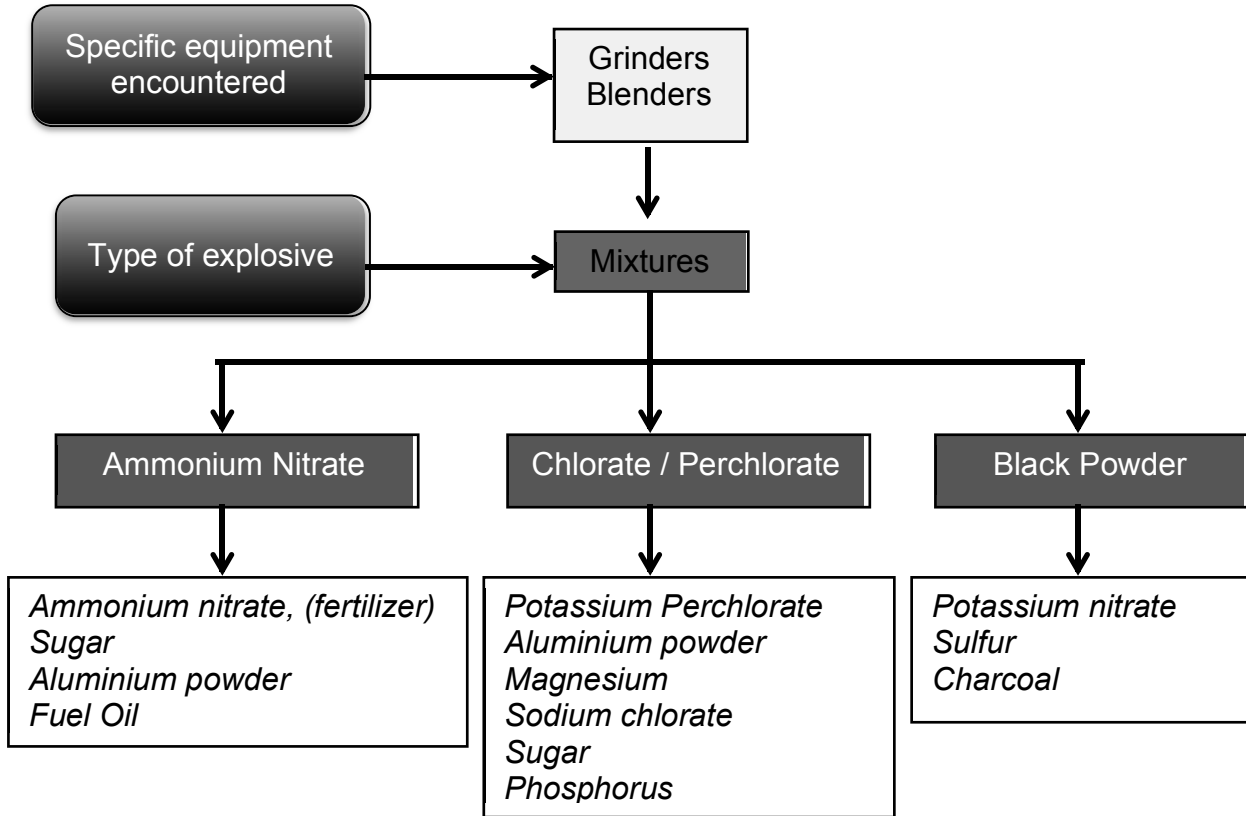 Specific equipment
encountered
Grinders
Blenders
Type of explosive
Mixtures
Ammonium Nitrate
Chlorate / Perchlorate
Black Powder
Ammonium nitrate, (fertilizer)
Sugar
Aluminium powder
Fuel Oil
Potassium Perchlorate
Aluminium powder
Magnesium
Sodium chlorate
Sugar
Phosphorus
Potassium nitrate
Sulfur
Charcoal